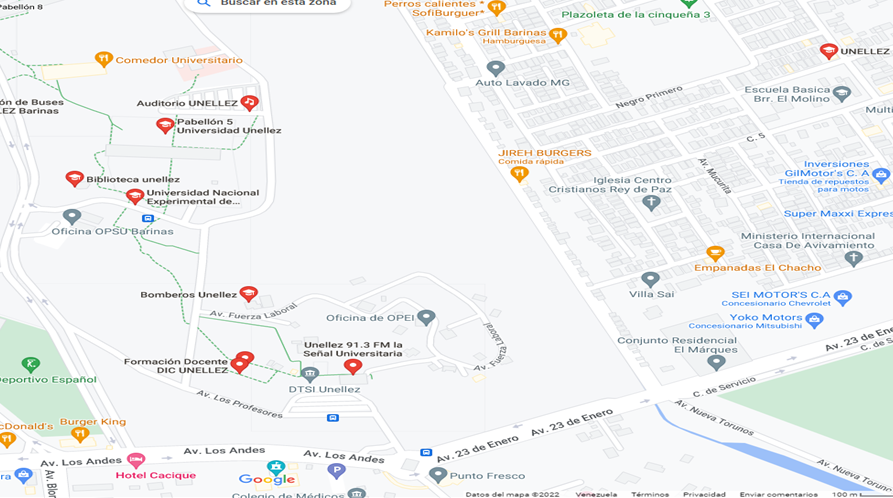 Buscar en esta zona
Pabellón 8
Perros calientes *
SofiBurguer*
Plazoleta de la cinqueña 3
Kamilo's Grill Barinas
Hamburguesa
UNELLEZ
Comedor Universitario
Auto Lavado MG
Escuela Basica
Brr. El Molino
Negro Primero
ón de Buses
LEZ Barinas
Auditorio UNELLEZ
Multi
Pabellón 5
Universidad Unellez
C. 5
JIREH BURGERS
Comida rápida
Av. Mucurita
Inversiones
GilMotor's C. A
Tienda de repuestos
para motos
Biblioteca unellez
Iglesia Centro
Cristianos Rey de Paz
Universidad Nacional
Experimental de...
Super Maxxi Expres
Oficina OPSU Barinas
Ministerio Internacional
Casa De Avivamiento
Empanadas El Chacho
Bomberos Unellez
Villa Sai
SEI MOTOR'S C.A
Concesionario Chevrolet
Av. Fuerza Laboral
Oficina de OPEI
Yoko Motors
Concesionario Mitsubishi
Av. Fuerza Laboral
Unellez 91.3 FM la
Señal Universitaria
Conjunto Residencial
El Márques
Av. 23 de Enero
C. de S
Formación Docente
DIC UNELLEZ
Deportivo Español
DTSI Unellez
C. de Servicio
Av. Los Profesores
Av. Nueva Torunos
cDonald's
Burger King
Av. 23 de Enero
Av. 23 de Enero
Av. Los Andes
Av. Los Andes
Av. Los Andes
Av. Nueva Torunos
Hotel Cacique
Av. Blo
ra
Google
P
Punto Fresco
Colegio de Médicos
Datos del mapa ©2022
Venezuela
Términos
Privacidad
Enviar comentarios
100 m